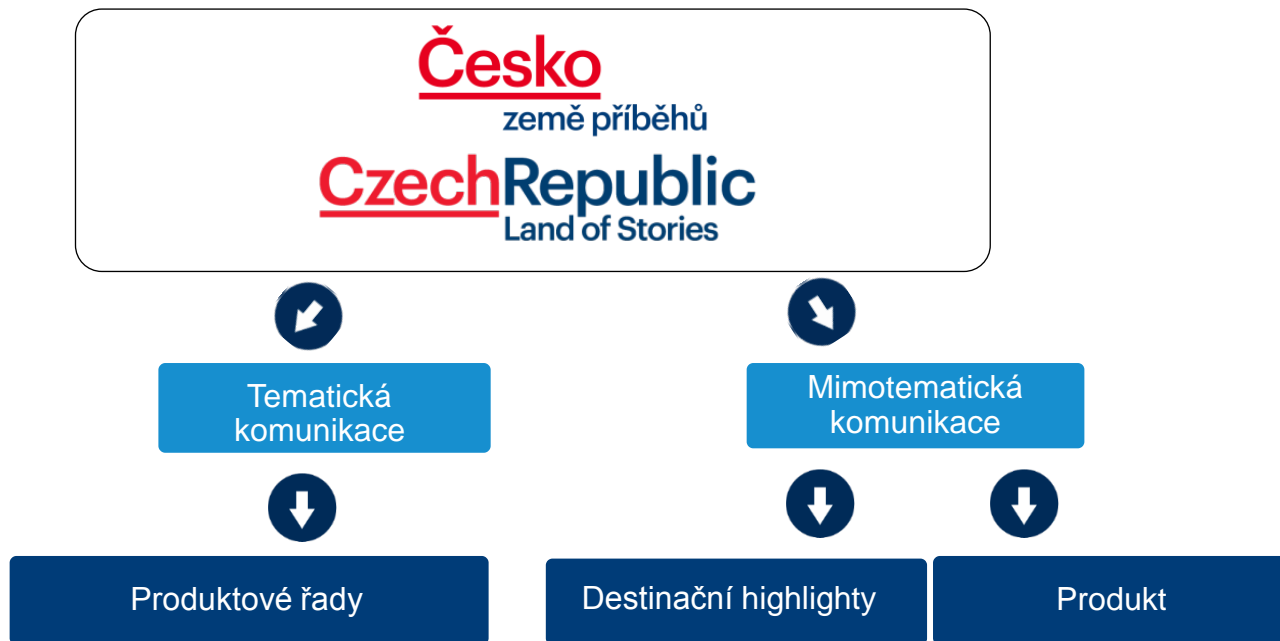 Česko
země příběhů
CzechRepublic
Land of Stories
Tematická
komunikace
Mimotematická
komunikace
Produktové řady
Destinační highlighty
Produkt